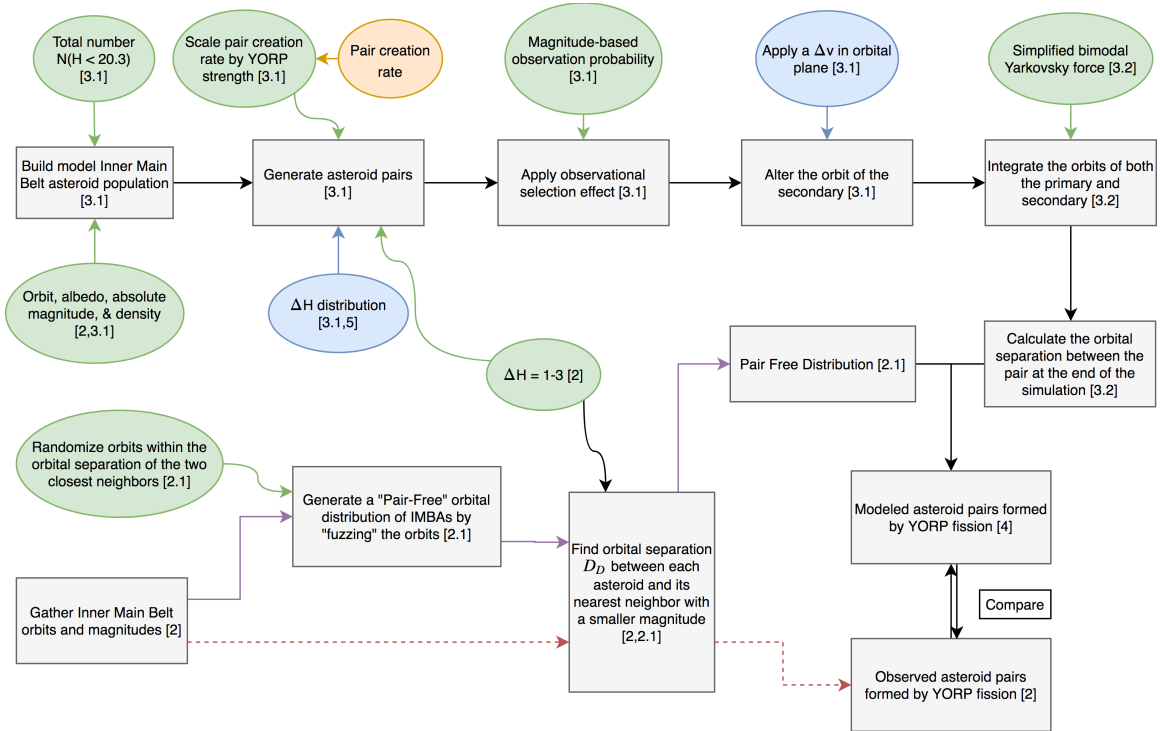 Total number
N(H < 20.3)
[3.1]
Scale pair creation
rate by YORP
strength [3.1]
Pair creation
rate
Magnitude-based
observation probability
[3.1]
Apply a Δv in orbital
plane [3.1]
Simplified bimodal
Yarkovsky force [3.2]
Build model Inner Main
Belt asteroid population
[3.1]
Generate asteroid pairs
[3.1]
Apply observational
selection effect [3.1]
Alter the orbit of the
secondary [3.1]
Integrate the orbits of both
the primary and
secondary [3.2]
Orbit, albedo, absolute
magnitude, & density
[2,3.1]
ΔH distribution
[3.1,5]
ΔH = 1-3 [2]
Pair Free Distribution [2.1]
Calculate the orbital
separation between the
pair at the end of the
simulation [3.2]
Randomize orbits within the
orbital separation of the two
closest neighbors [2.1]
Generate a "Pair-Free" orbital
distribution of IMBAs by
"fuzzing" the orbits [2.1]
Find orbital separation
D_D between each
asteroid and its
nearest neighbor with
a smaller magnitude
[2,2.1]
Modeled asteroid pairs
formed by YORP fission [4]
Gather Inner Main Belt
orbits and magnitudes [2]
Compare
Observed asteroid pairs
formed by YORP fission [2]